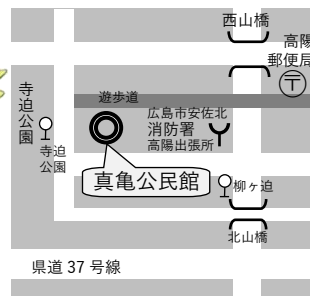 西山橋
高陽
郵便局
〒
寺迫公園
遊歩道
広島市安佐北
消防署
高陽出張所
寺迫
公園
真亀公民館
柳ヶ迫
北山橋
県道 37 号線